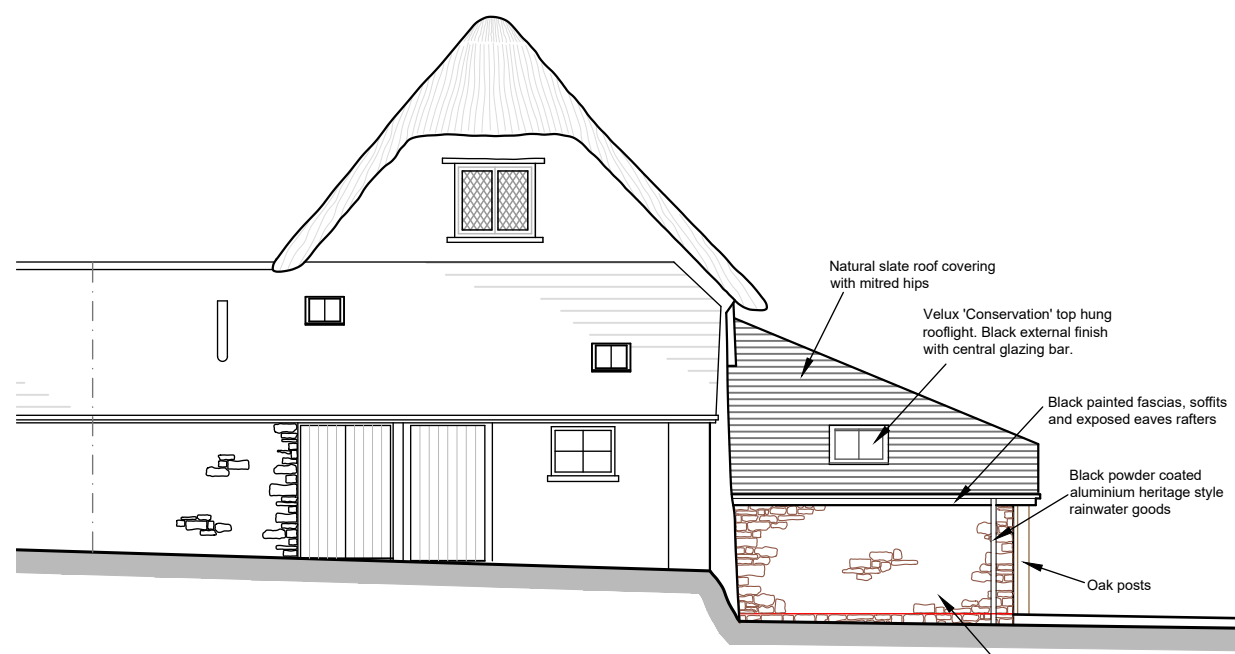 Natural slate roof covering
with mitred hips
Velux 'Conservation' top hung
rooflight. Black external finish
with central glazing bar.
Black painted fascias, soffits
and exposed eaves rafters
Black powder coated
aluminium heritage style
rainwater goods
Oak posts